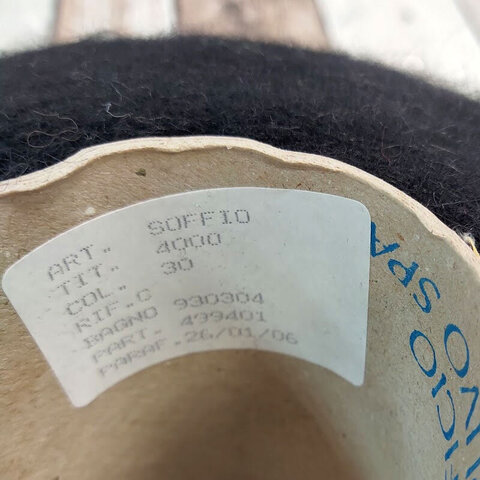 ART. SOFFIO
TIT. 4000
COL. 30
RIF.C
BAGNO 930304
PART. 499401
PARAF.26/01/06
SPA